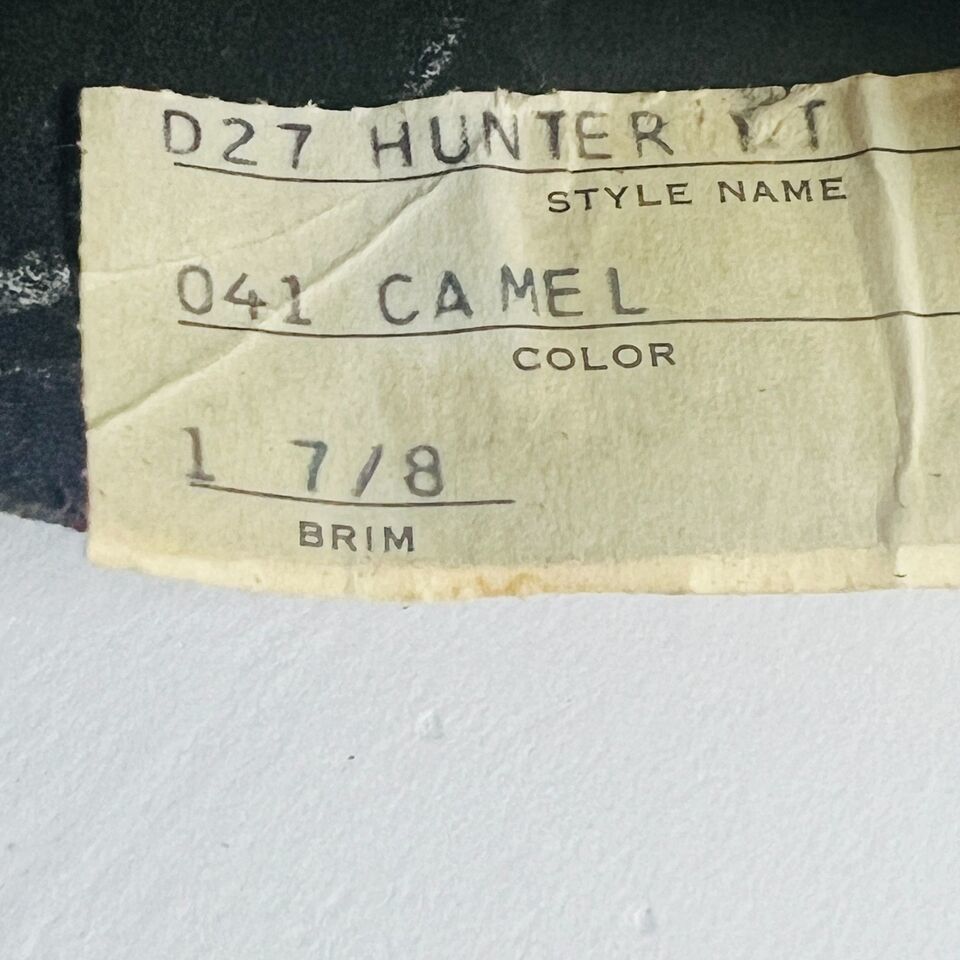 D27 HUNTER
STYLE NAME
041 CAMEL
COLOR
1 7/8
BRIM